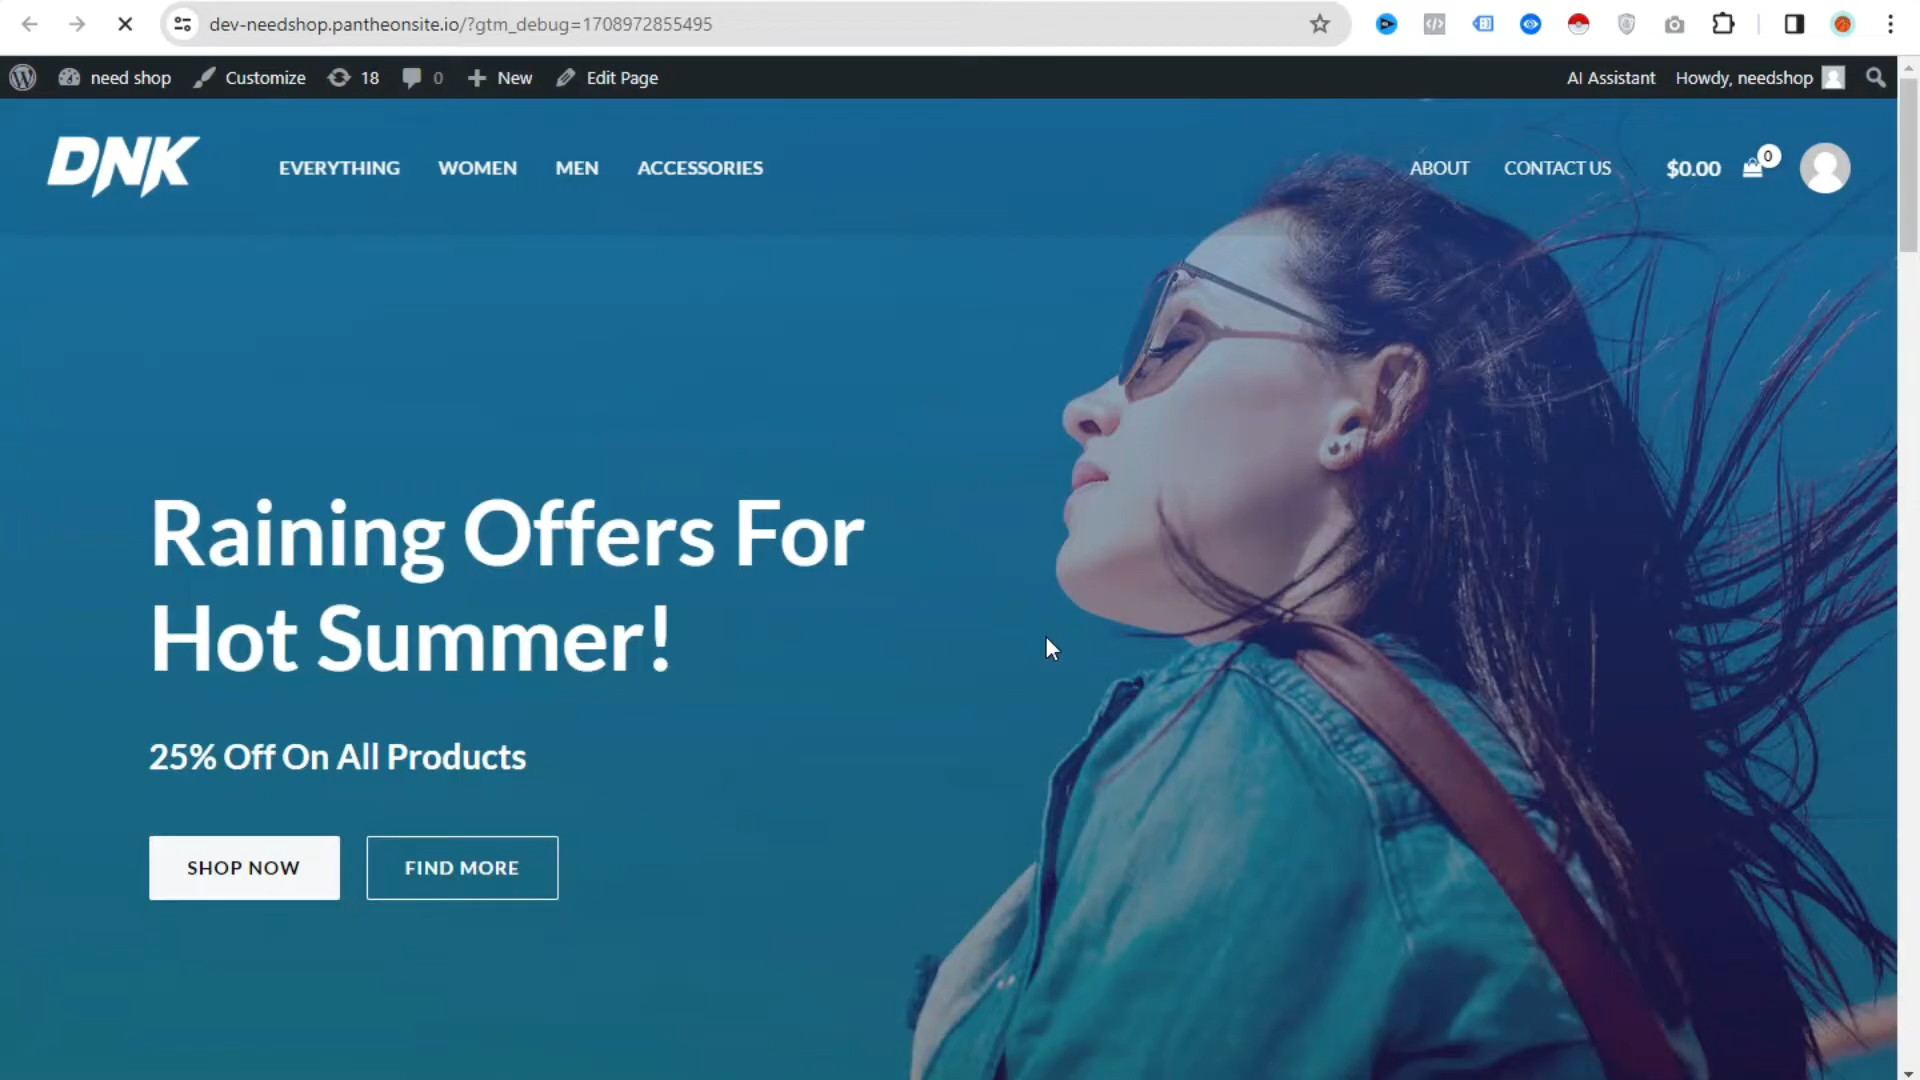 dev-needshop.pantheonsite.io/?gtm_debug=1708972855495
need shop Customize 18 0 New Edit Page AI Assistant Howdy, needshop
DNK EVERYTHING WOMEN MEN ACCESSORIES ABOUT CONTACT US $0.00 0
Raining Offers For
Hot Summer!
25% Off On All Products
SHOP NOW FIND MORE